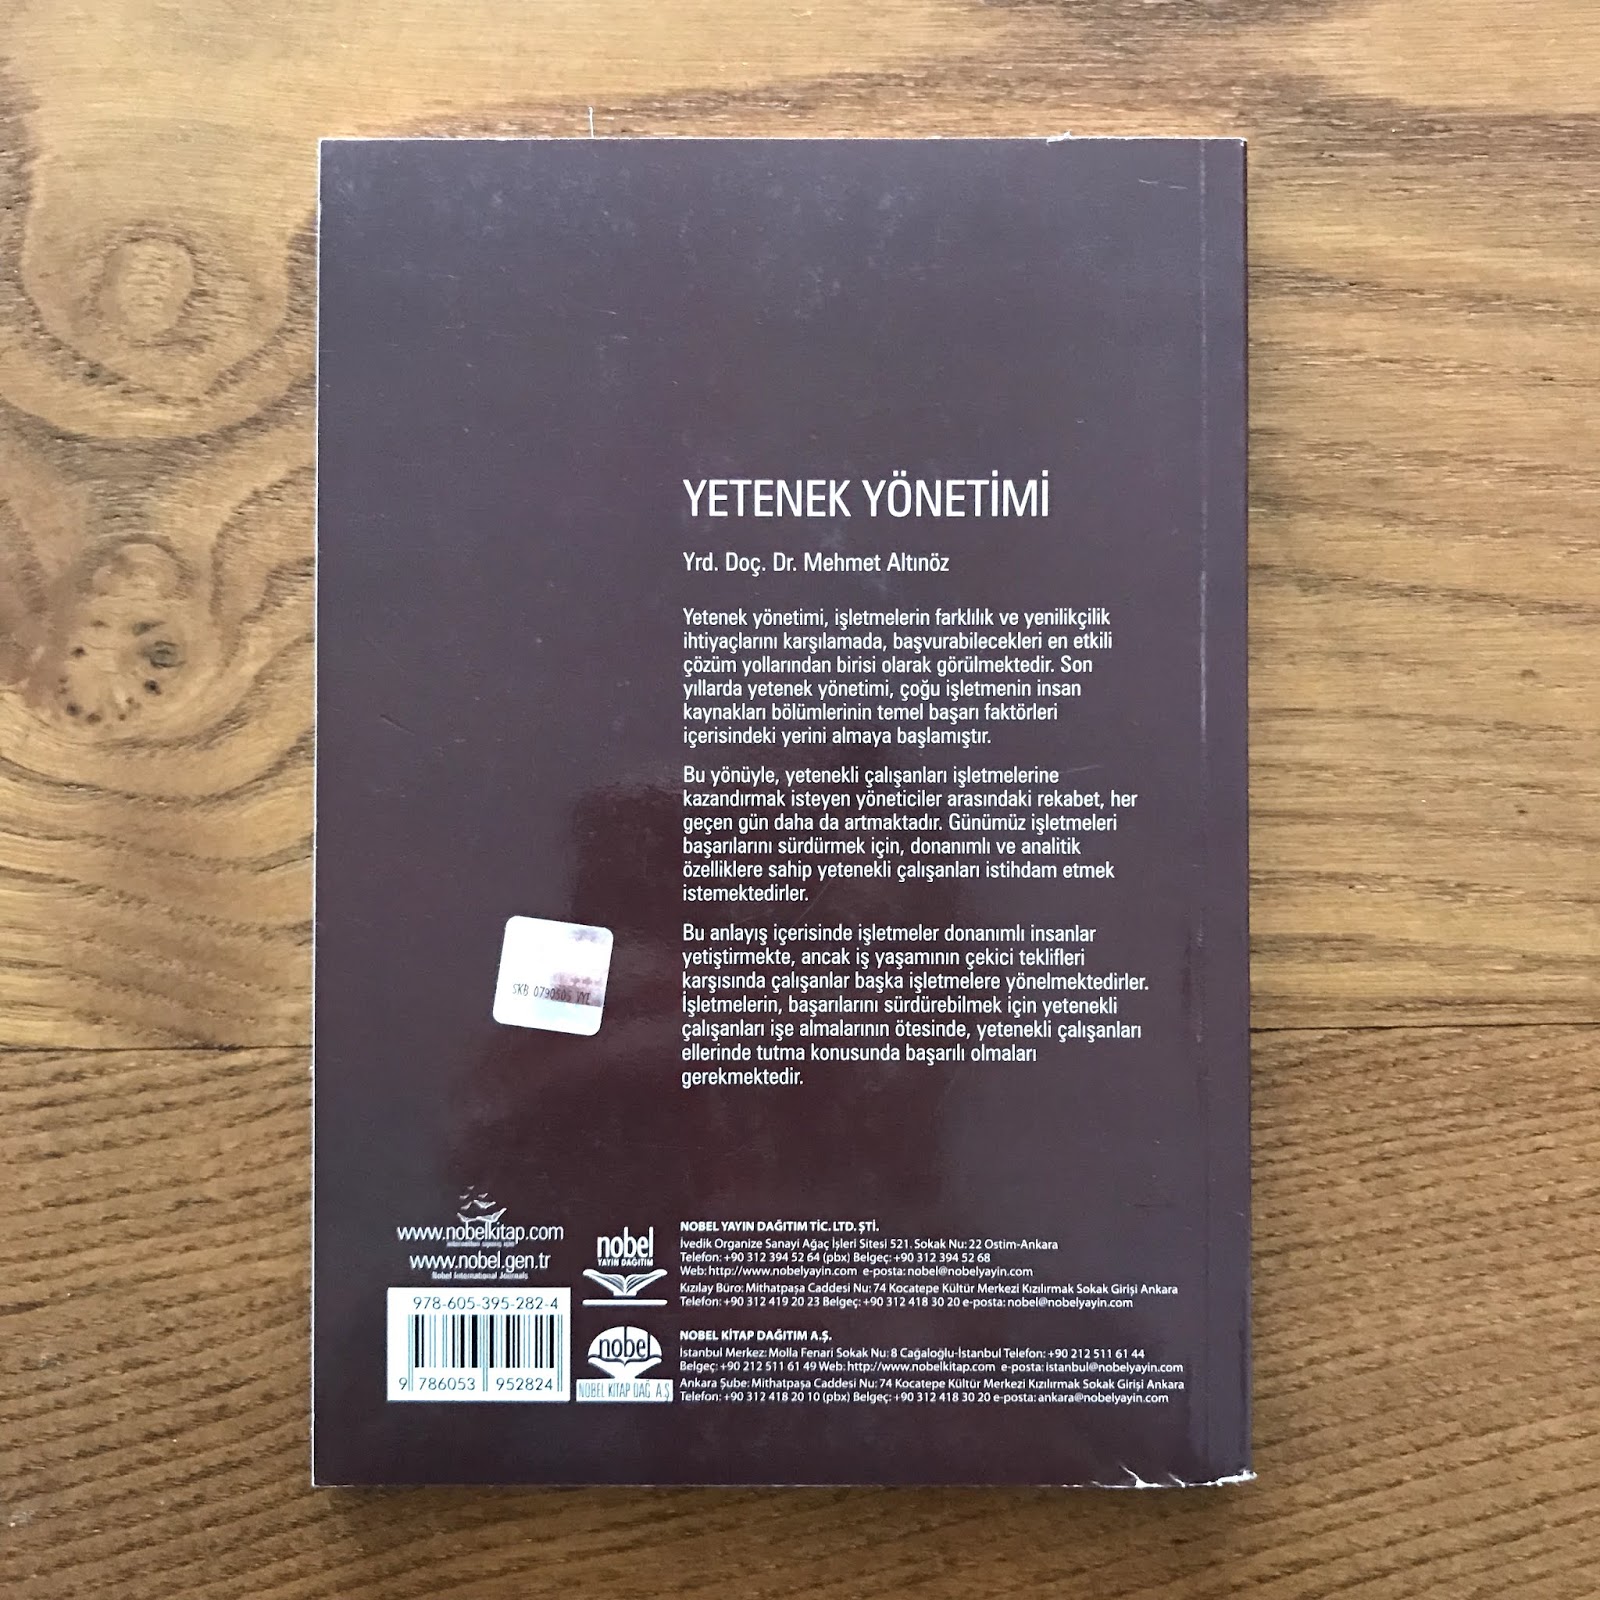 YETENEK YÖNETİMİ
Yrd. Doç. Dr. Mehmet Altınöz
Yetenek yönetimi, işletmelerin farklılık ve yenilikçilik
ihtiyaçlarını karşılamada, başvurabilecekleri en etkili
çözüm yollarından birisi olarak görülmektedir. Son
yıllarda yetenek yönetimi, çoğu işletmenin insan
kaynakları bölümlerinin temel başarı faktörleri
içerisindeki yerini almaya başlamıştır.
Bu yönüyle, yetenekli çalışanları işletmelerine
kazandırmak isteyen yöneticiler arasındaki rekabet, her
geçen gün daha da artmaktadır. Günümüz işletmeleri
başarılarını sürdürmek için, donanımlı ve analitik
özelliklere sahip yetenekli çalışanları istihdam etmek
istemektedirler.
Bu anlayış içerisinde işletmeler donanımlı insanlar
yetiştirmekte, ancak iş yaşamının çekici teklifleri
karşısında çalışanlar başka işletmelere yönelmektedirler.
İşletmelerin, başarılarını sürdürebilmek için yetenekli
çalışanları işe almalarının ötesinde, yetenekli çalışanları
ellerinde tutma konusunda başarılı olmaları
gerekmektedir.
SKB 0790505
www.nobelkitap.com
internetten sipariş için
www.nobel.gen.tr
Nobel International Journals
978-605-395-282-4
9 786053 952824
nobel
YAYIN DAĞITIM
NOBEL YAYIN DAĞITIM TİC. LTD. ŞTİ.
İvedik Organize Sanayi Ağaç İşleri Sitesi 521. Sokak Nu: 22 Ostim-Ankara
Telefon: +90 312 394 52 64 (pbx) Belgeç: +90 312 394 52 68
Web: http://www.nobelyayin.com e-posta: nobel@nobelyayin.com
Kızılay Büro: Mithatpaşa Caddesi Nu: 74 Kocatepe Kültür Merkezi Kızılırmak Sokak Girişi Ankara
Telefon: +90 312 419 20 23 Belgeç: +90 312 418 30 20 e-posta: nobel@nobelyayin.com
nobel
NOBEL KİTAP DAĞ. A.Ş
NOBEL KİTAP DAĞITIM A.Ş.
İstanbul Merkez: Molla Fenari Sokak Nu: 8 Cağaloğlu-İstanbul Telefon: +90 212 511 61 44
Belgeç: +90 212 511 61 49 Web: http://www.nobelkitap.com e-posta: istanbul@nobelyayin.com
Ankara Şube: Mithatpaşa Caddesi Nu: 74 Kocatepe Kültür Merkezi Kızılırmak Sokak Girişi Ankara
Telefon: +90 312 418 20 10 (pbx) Belgeç: +90 312 418 30 20 e-posta: ankara@nobelyayin.com